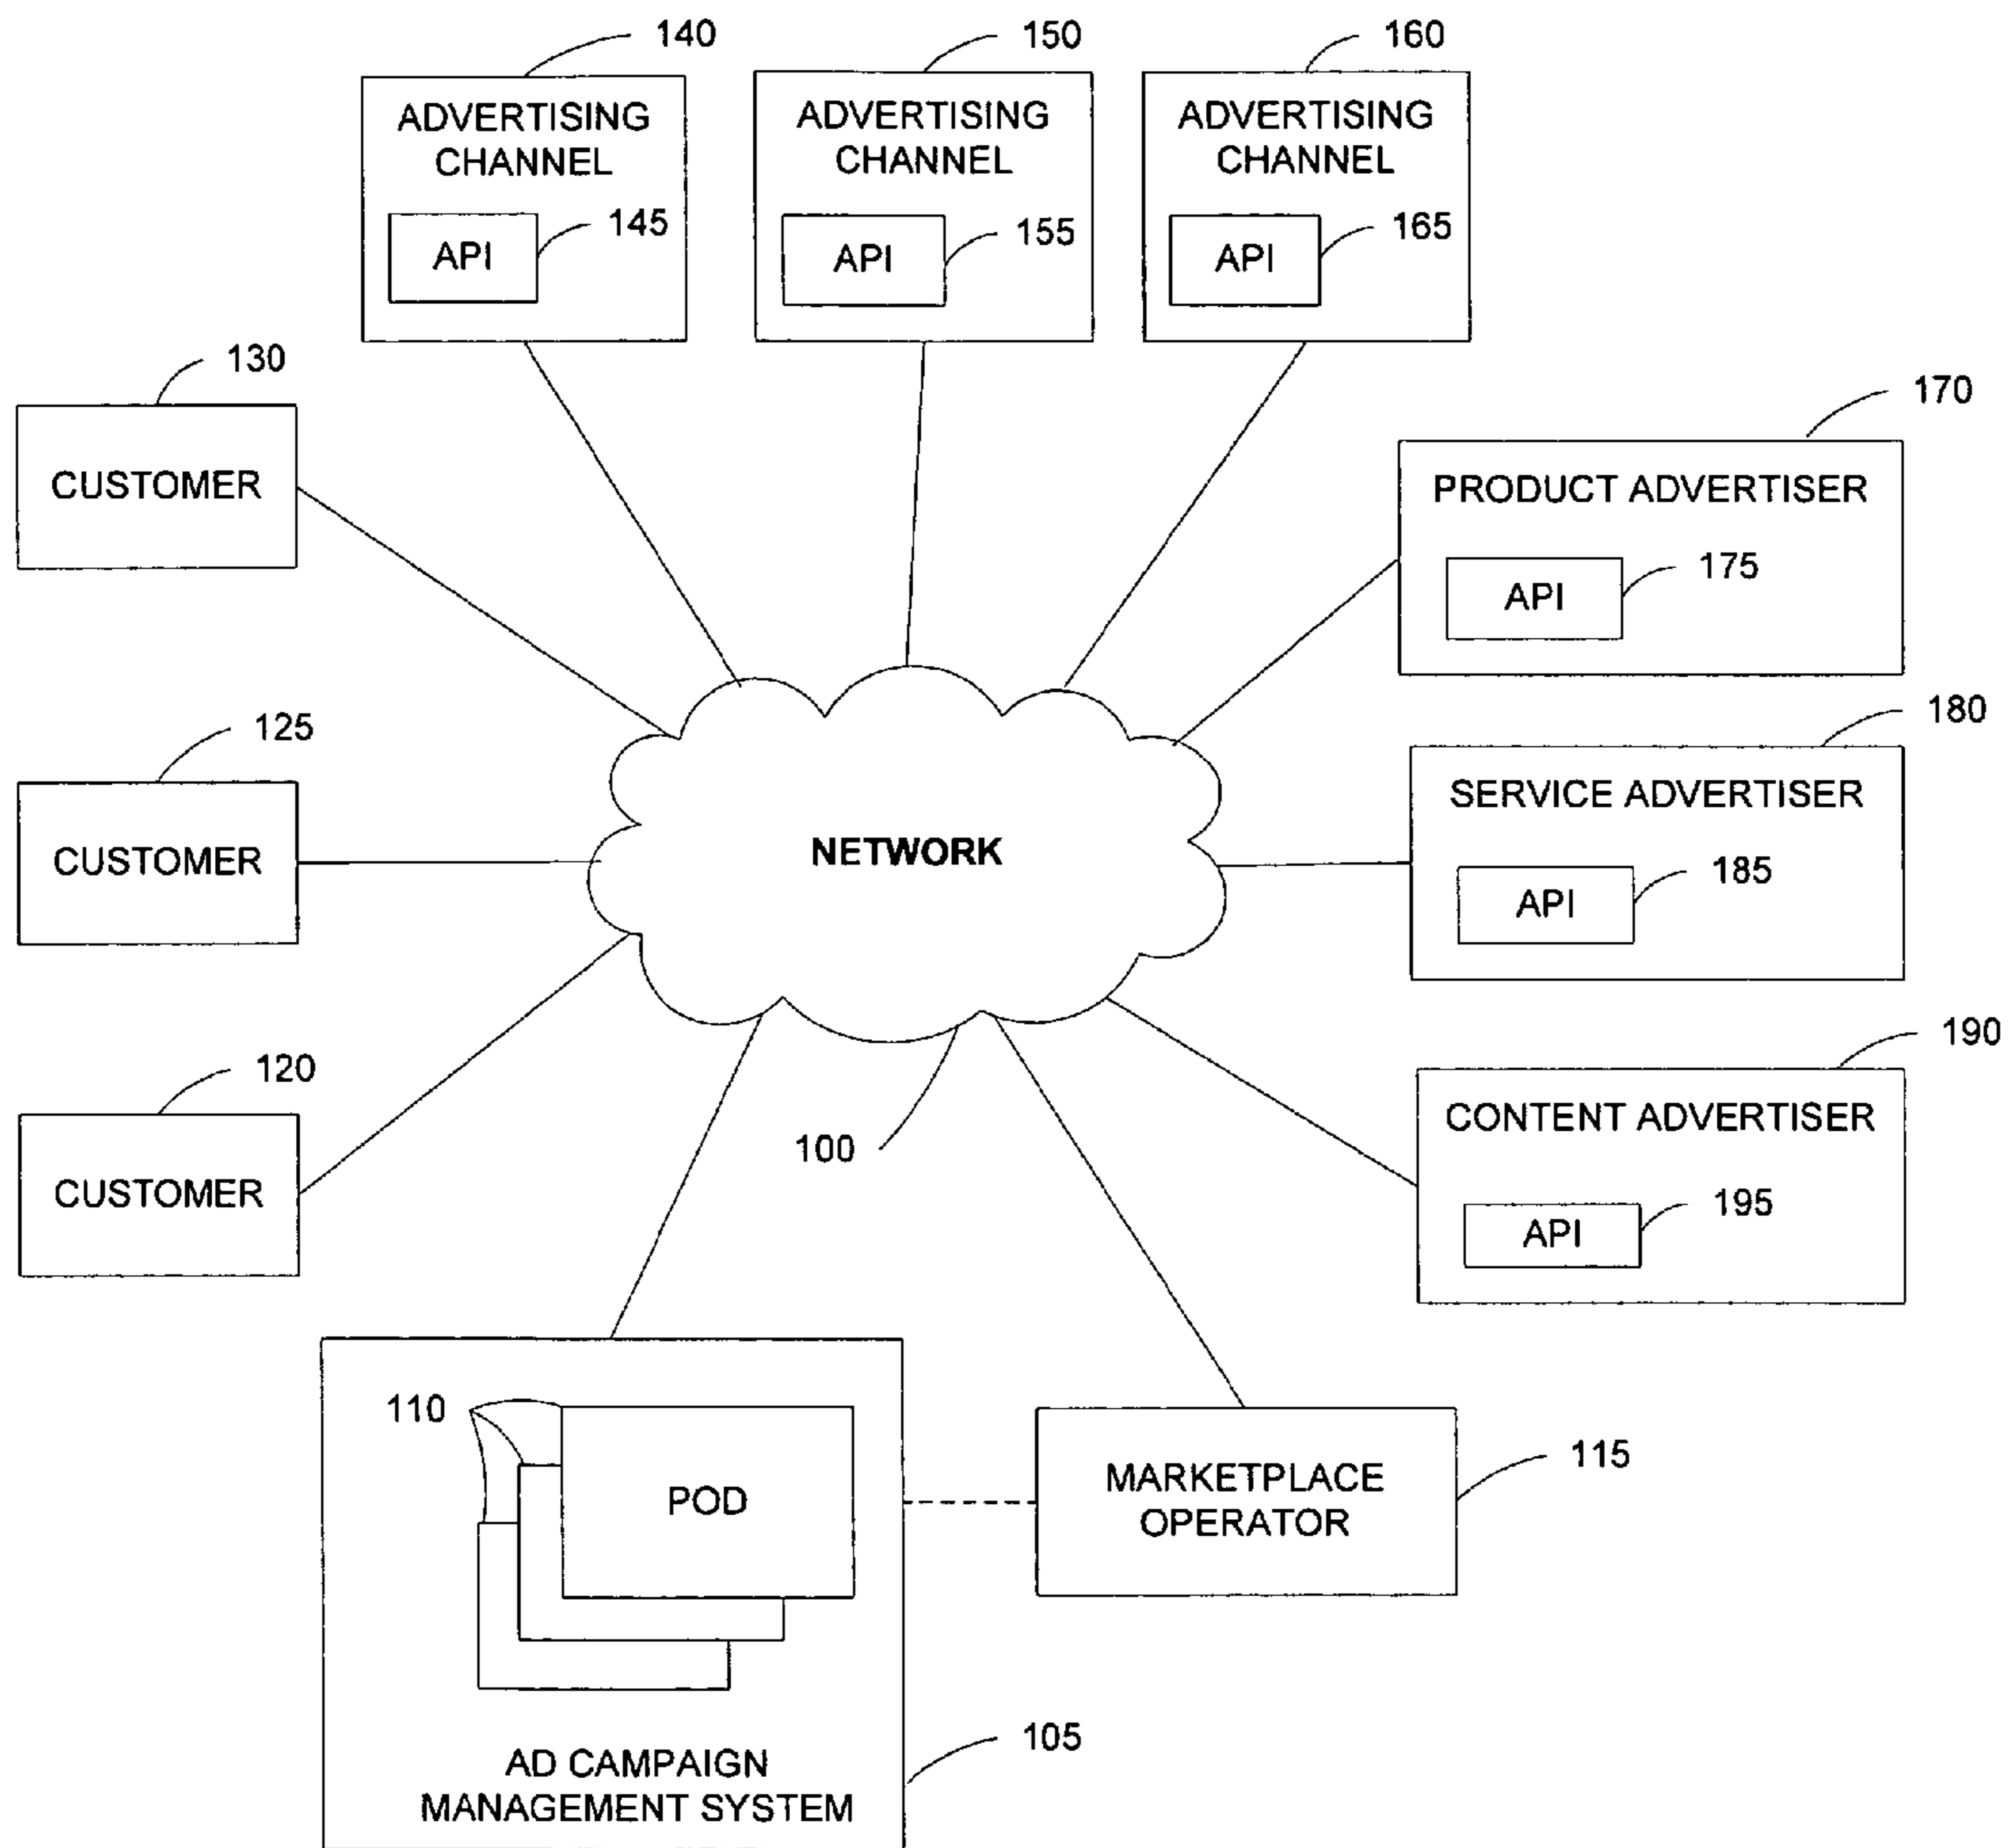 140
150
160
ADVERTISING
CHANNEL
ADVERTISING
CHANNEL
ADVERTISING
CHANNEL
API
145
API
155
API
165
130
CUSTOMER
170
PRODUCT ADVERTISER
API
175
125
CUSTOMER
NETWORK
180
SERVICE ADVERTISER
API
185
120
CUSTOMER
100
190
CONTENT ADVERTISER
API
195
110
POD
MARKETPLACE
OPERATOR
115
AD CAMPAIGN
MANAGEMENT SYSTEM
105